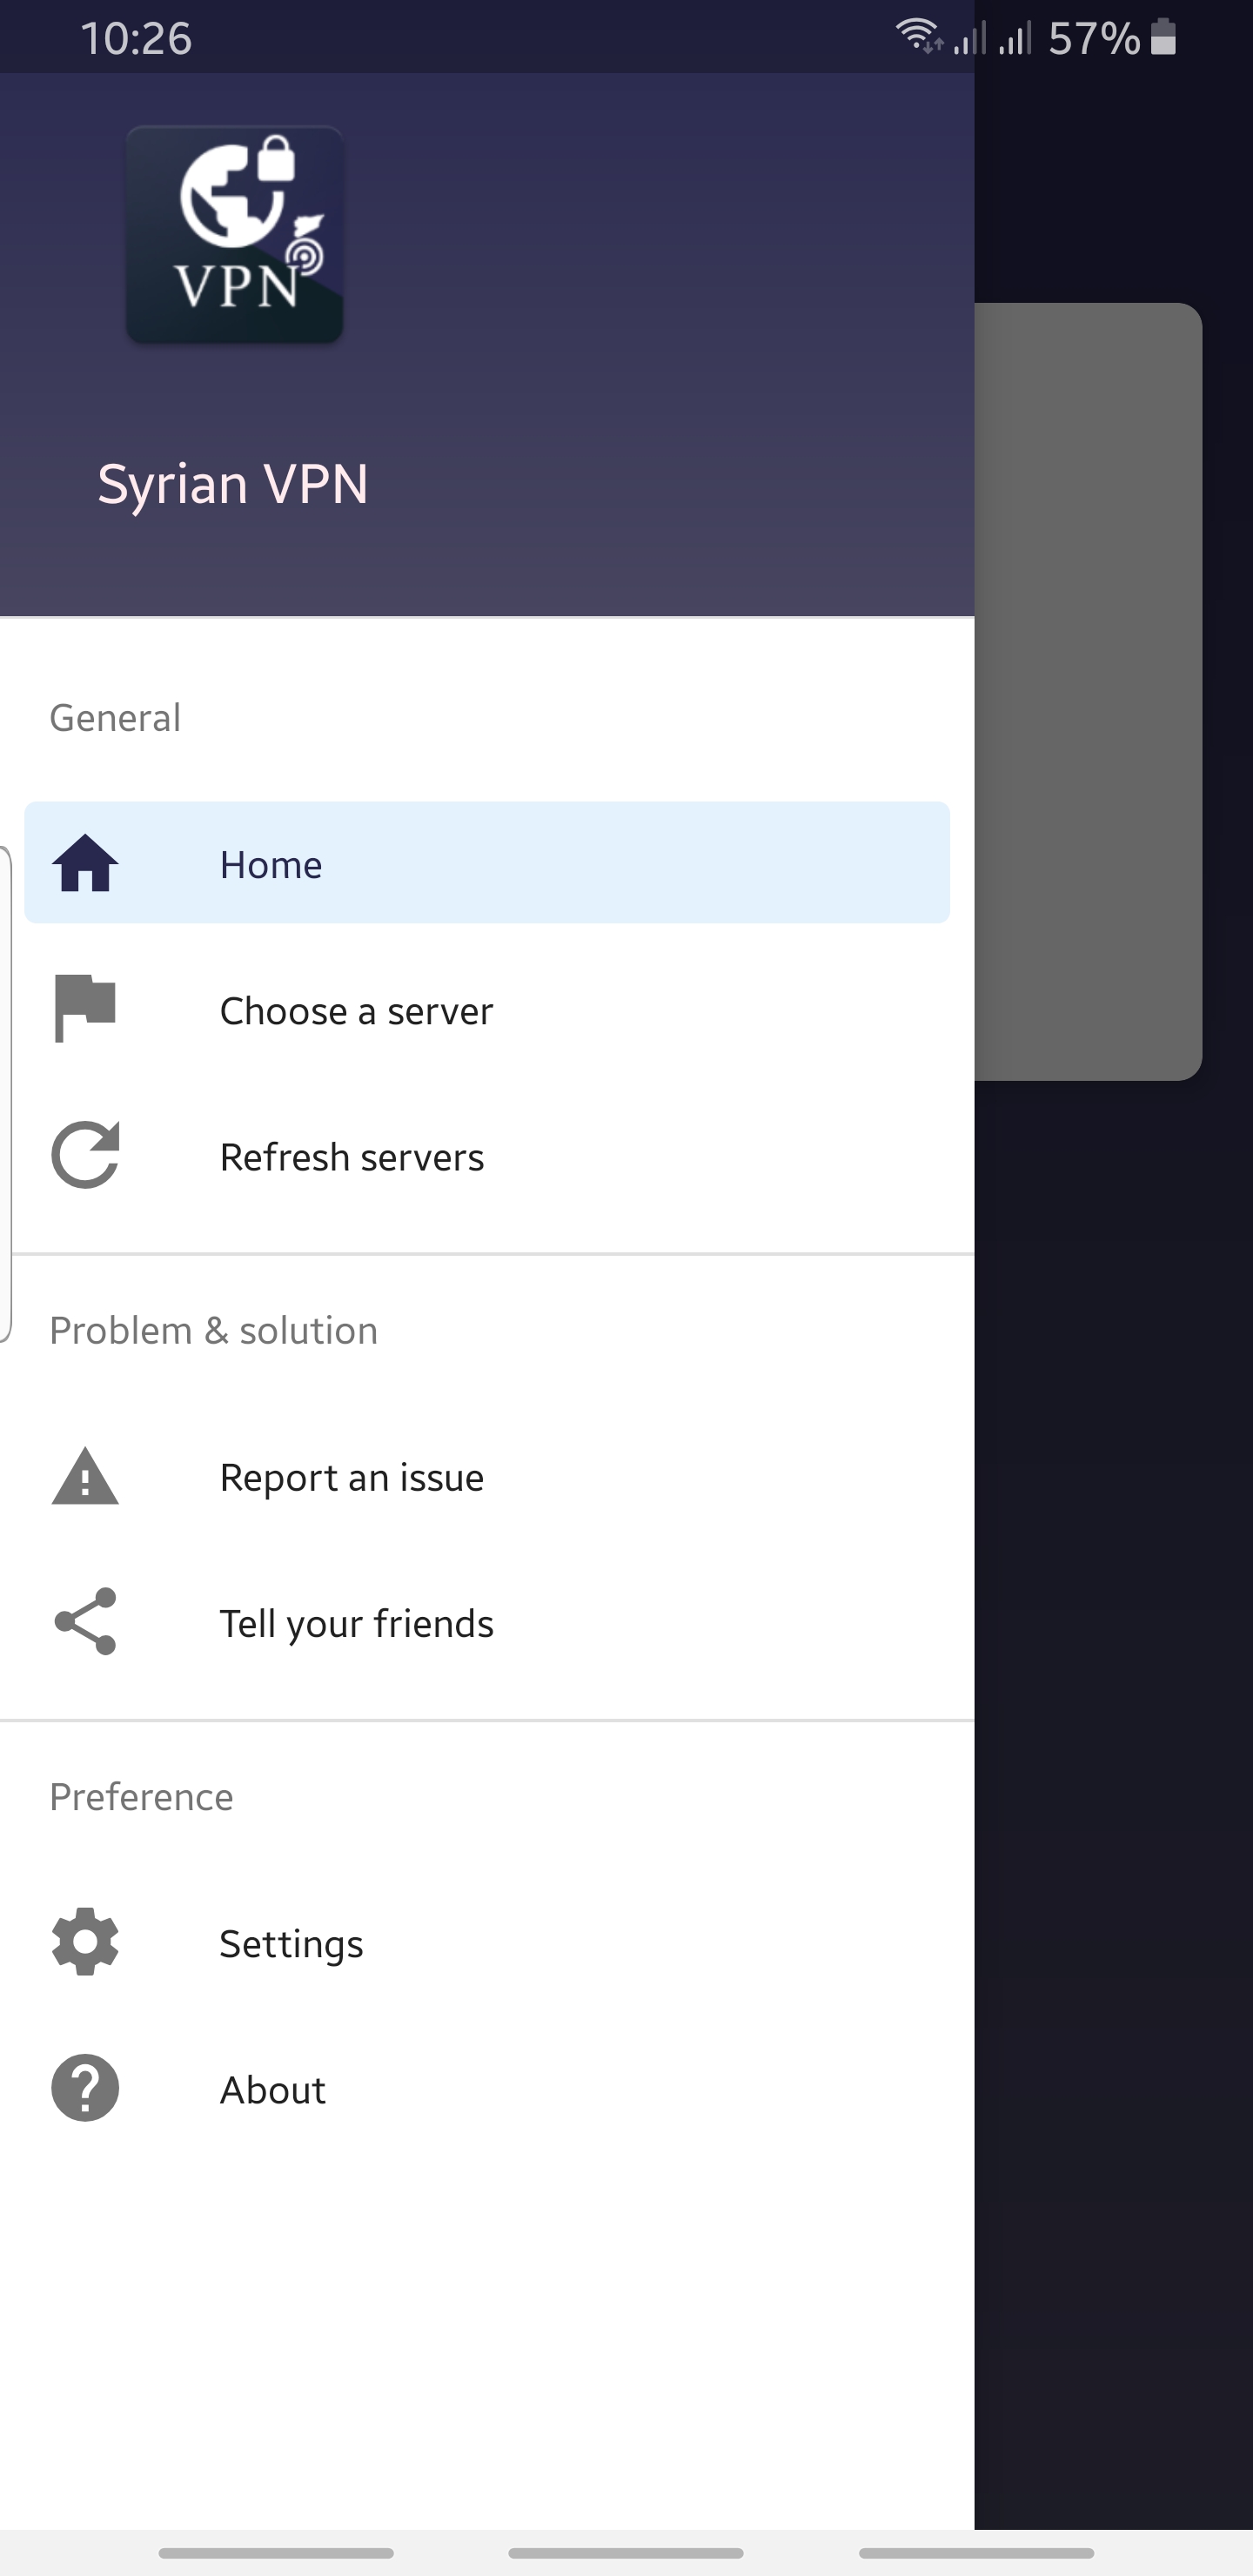 10:26
57%
VPN
Syrian VPN
General
Home
Choose a server
Refresh servers
Problem & solution
Report an issue
Tell your friends
Preference
Settings
About